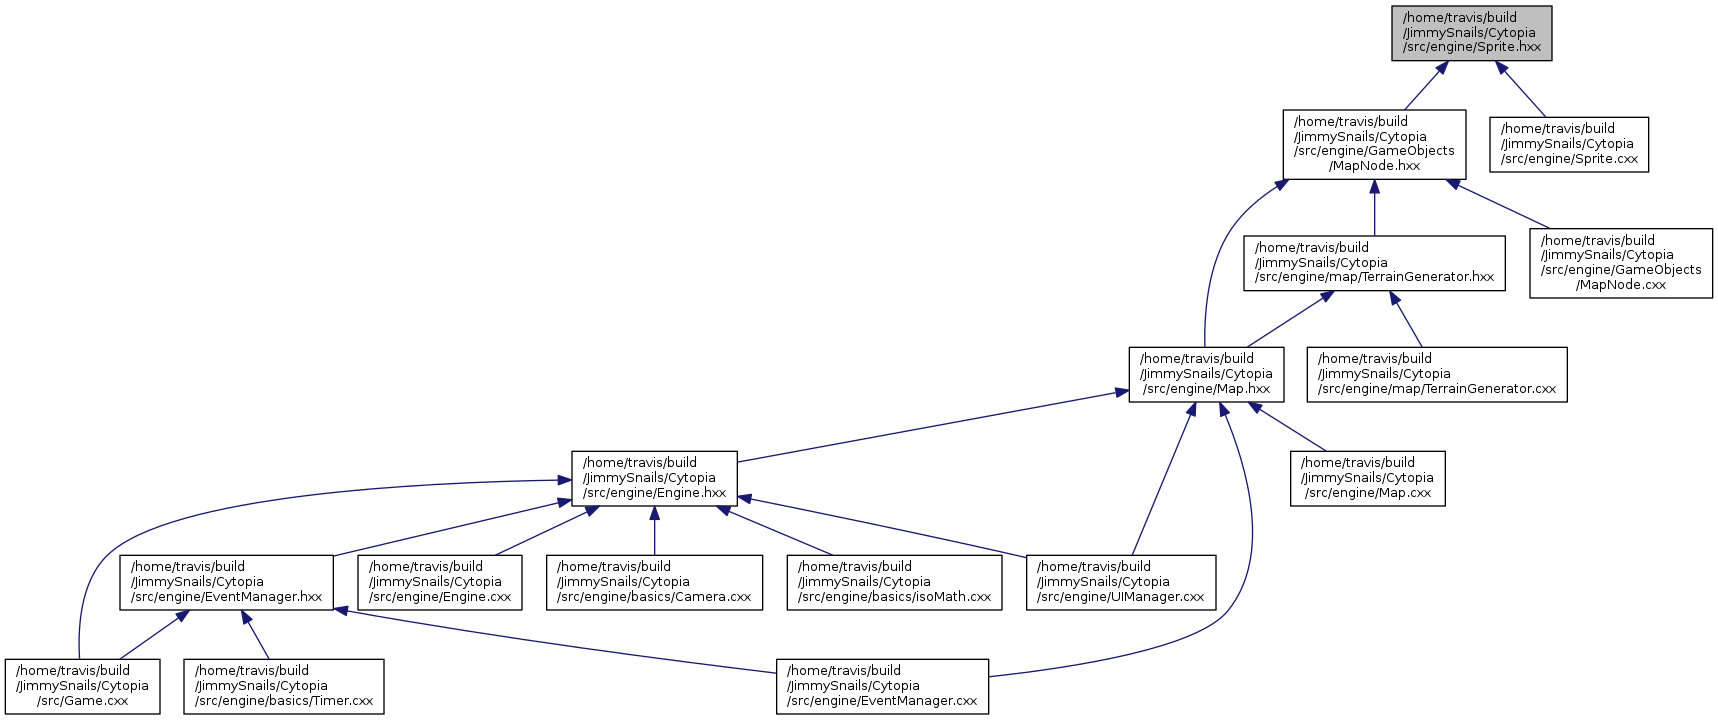 /home/travis/build
/JimmySnails/Cytopia
/src/engine/Sprite.hxx
/home/travis/build
/JimmySnails/Cytopia
/src/engine/GameObjects
/MapNode.hxx
/home/travis/build
/JimmySnails/Cytopia
/src/engine/Sprite.cxx
/home/travis/build
/JimmySnails/Cytopia
/src/engine/map/TerrainGenerator.hxx
/home/travis/build
/JimmySnails/Cytopia
/src/engine/GameObjects
/MapNode.cxx
/home/travis/build
/JimmySnails/Cytopia
/src/engine/Map.hxx
/home/travis/build
/JimmySnails/Cytopia
/src/engine/map/TerrainGenerator.cxx
/home/travis/build
/JimmySnails/Cytopia
/src/engine/Engine.hxx
/home/travis/build
/JimmySnails/Cytopia
/src/engine/Map.cxx
/home/travis/build
/JimmySnails/Cytopia
/src/engine/EventManager.hxx
/home/travis/build
/JimmySnails/Cytopia
/src/engine/Engine.cxx
/home/travis/build
/JimmySnails/Cytopia
/src/engine/basics/Camera.cxx
/home/travis/build
/JimmySnails/Cytopia
/src/engine/basics/isoMath.cxx
/home/travis/build
/JimmySnails/Cytopia
/src/engine/UIManager.cxx
/home/travis/build
/JimmySnails/Cytopia
/src/Game.cxx
/home/travis/build
/JimmySnails/Cytopia
/src/engine/basics/Timer.cxx
/home/travis/build
/JimmySnails/Cytopia
/src/engine/EventManager.cxx